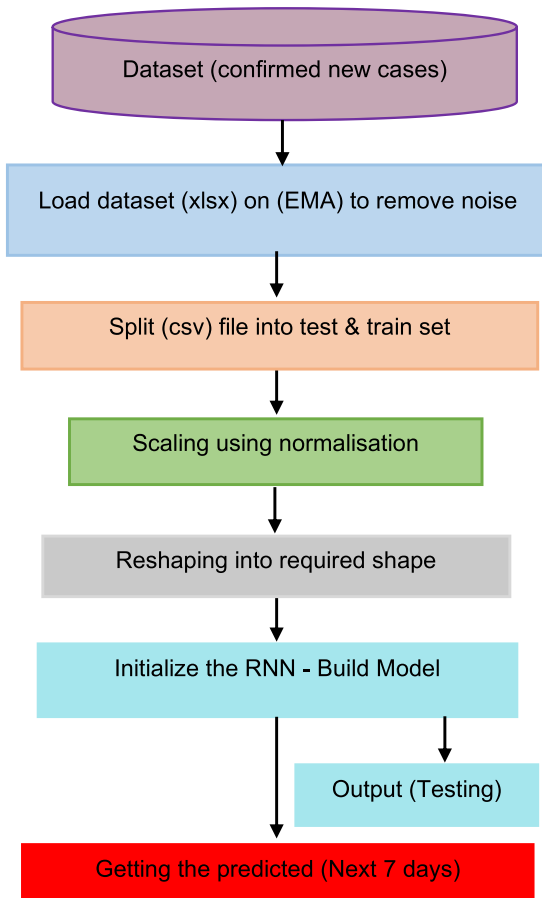 Dataset (confirmed new cases)
Load dataset (xlsx) on (EMA) to remove noise
Split (csv) file into test & train set
Scaling using normalisation
Reshaping into required shape
Initialize the RNN - Build Model
Output (Testing)
Getting the predicted (Next 7 days)